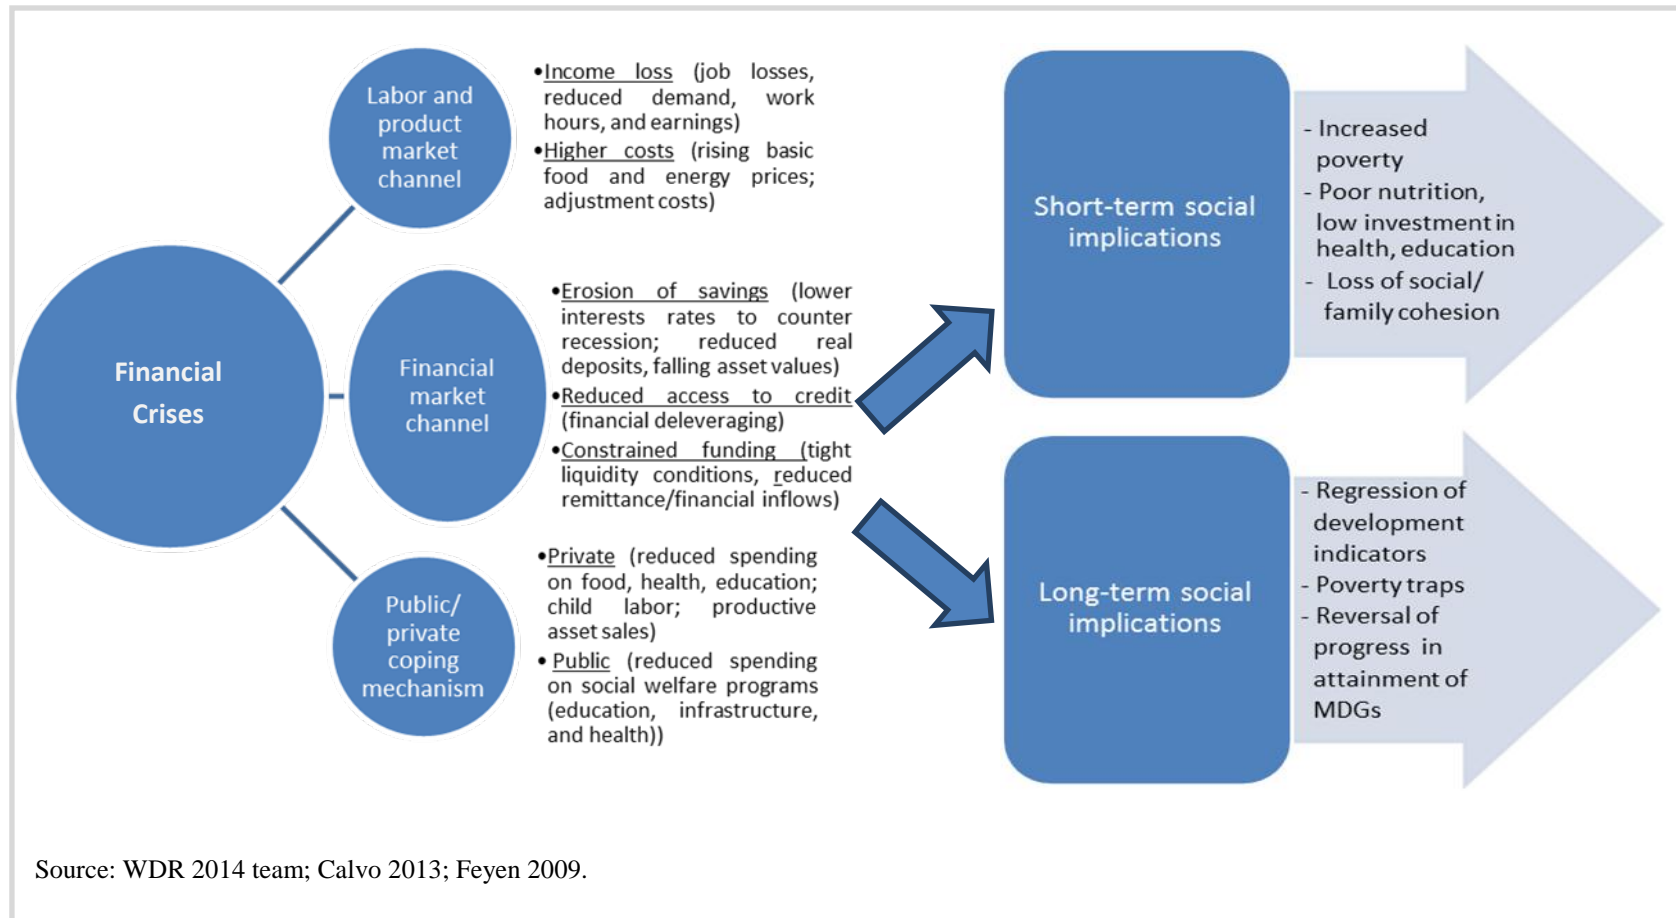 Financial
Crises
Labor and
product
market
channel
•Income loss (job losses,
reduced demand, work
hours, and earnings)
•Higher costs (rising basic
food and energy prices;
adjustment costs)
Financial
market
channel
•Erosion of savings (lower
interests rates to counter
recession; reduced real
deposits, falling asset values)
•Reduced access to credit
(financial deleveraging)
•Constrained funding (tight
liquidity conditions, reduced
remittance/financial inflows)
Public/
private
coping
mechanism
•Private (reduced spending
on food, health, education;
child labor; productive
asset sales)
• Public (reduced spending
on social welfare programs
(education, infrastructure,
and health))
Short-term social
implications
- Increased
poverty
- Poor nutrition,
low investment in
health, education
- Loss of social/
family cohesion
Long-term social
implications
- Regression of
development
indicators
- Poverty traps
- Reversal of
progress in
attainment of
MDGs
Source: WDR 2014 team; Calvo 2013; Feyen 2009.